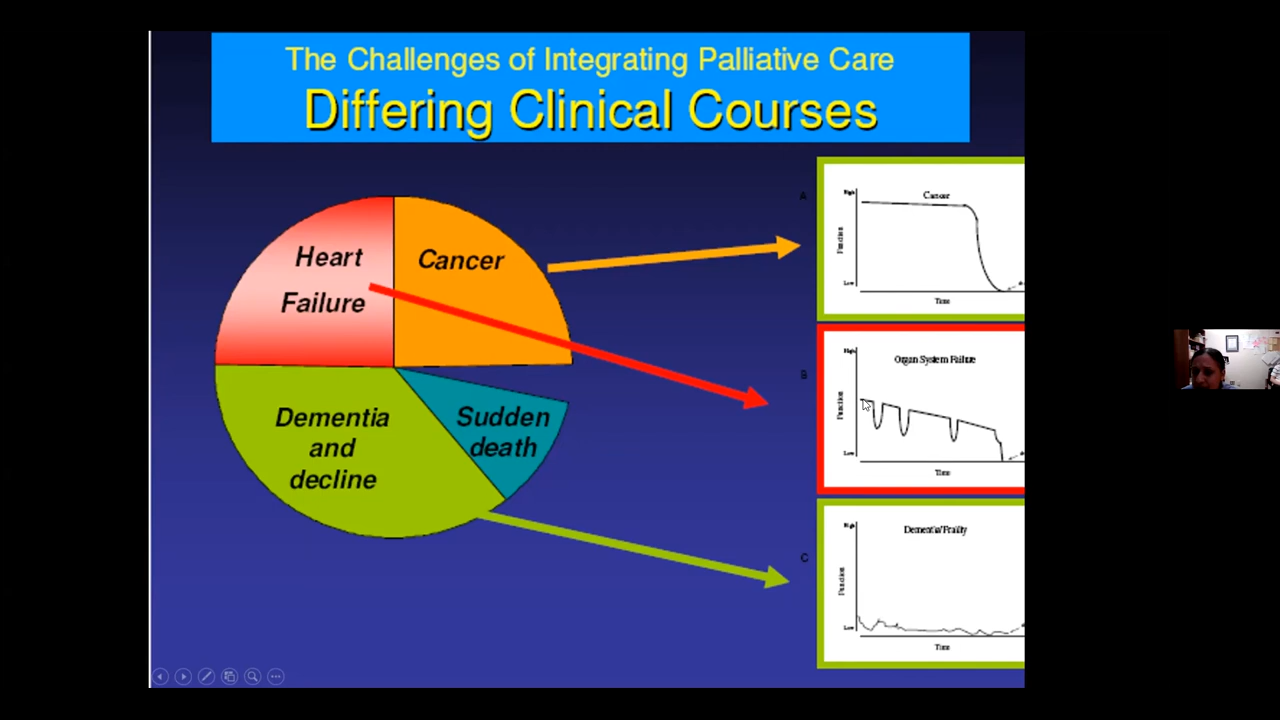 The Challenges of Integrating Palliative Care
Differing Clinical Courses
Heart
Failure
Cancer
Dementia
and
decline
Sudden
death
A
High
Cancer
Function
Low
Time
B
High
Organ System Failure
Function
Low
Time
C
High
Dementia/Frailty
Function
Low
Time